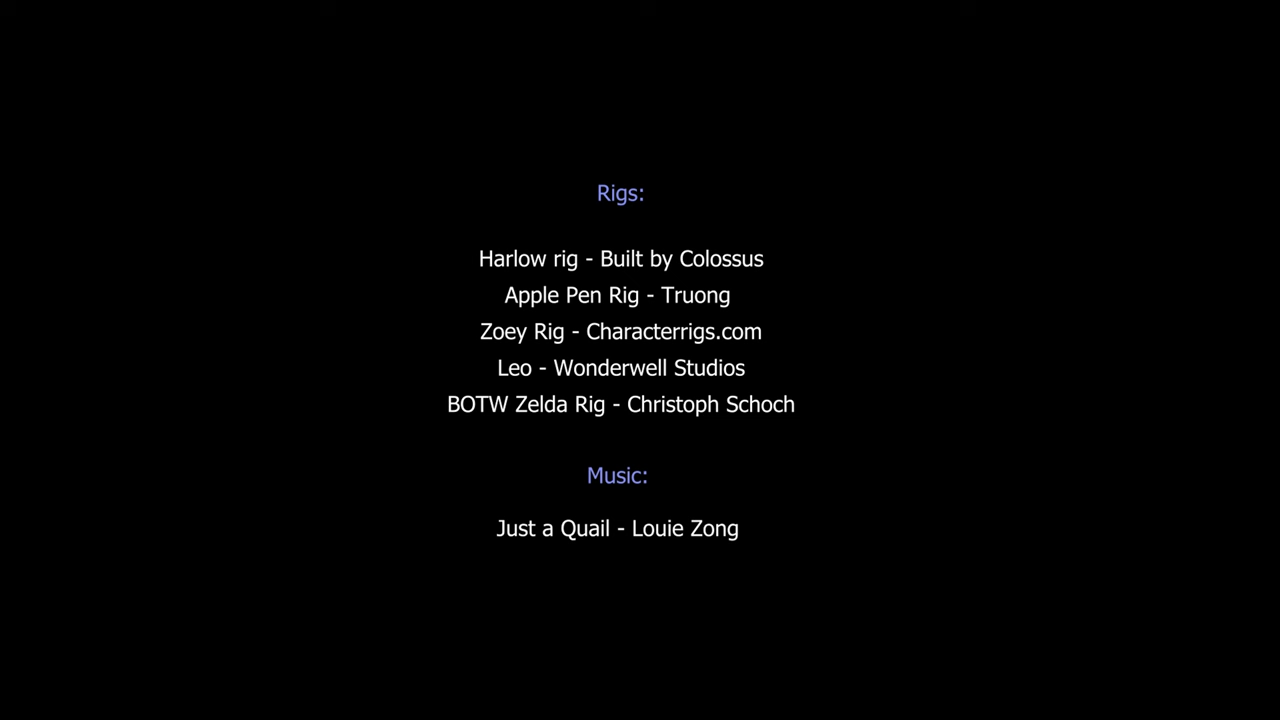 Rigs:
Harlow rig - Built by Colossus
Apple Pen Rig - Truong
Zoey Rig - Characterrigs.com
Leo - Wonderwell Studios
BOTW Zelda Rig - Christoph Schoch
Music:
Just a Quail - Louie Zong